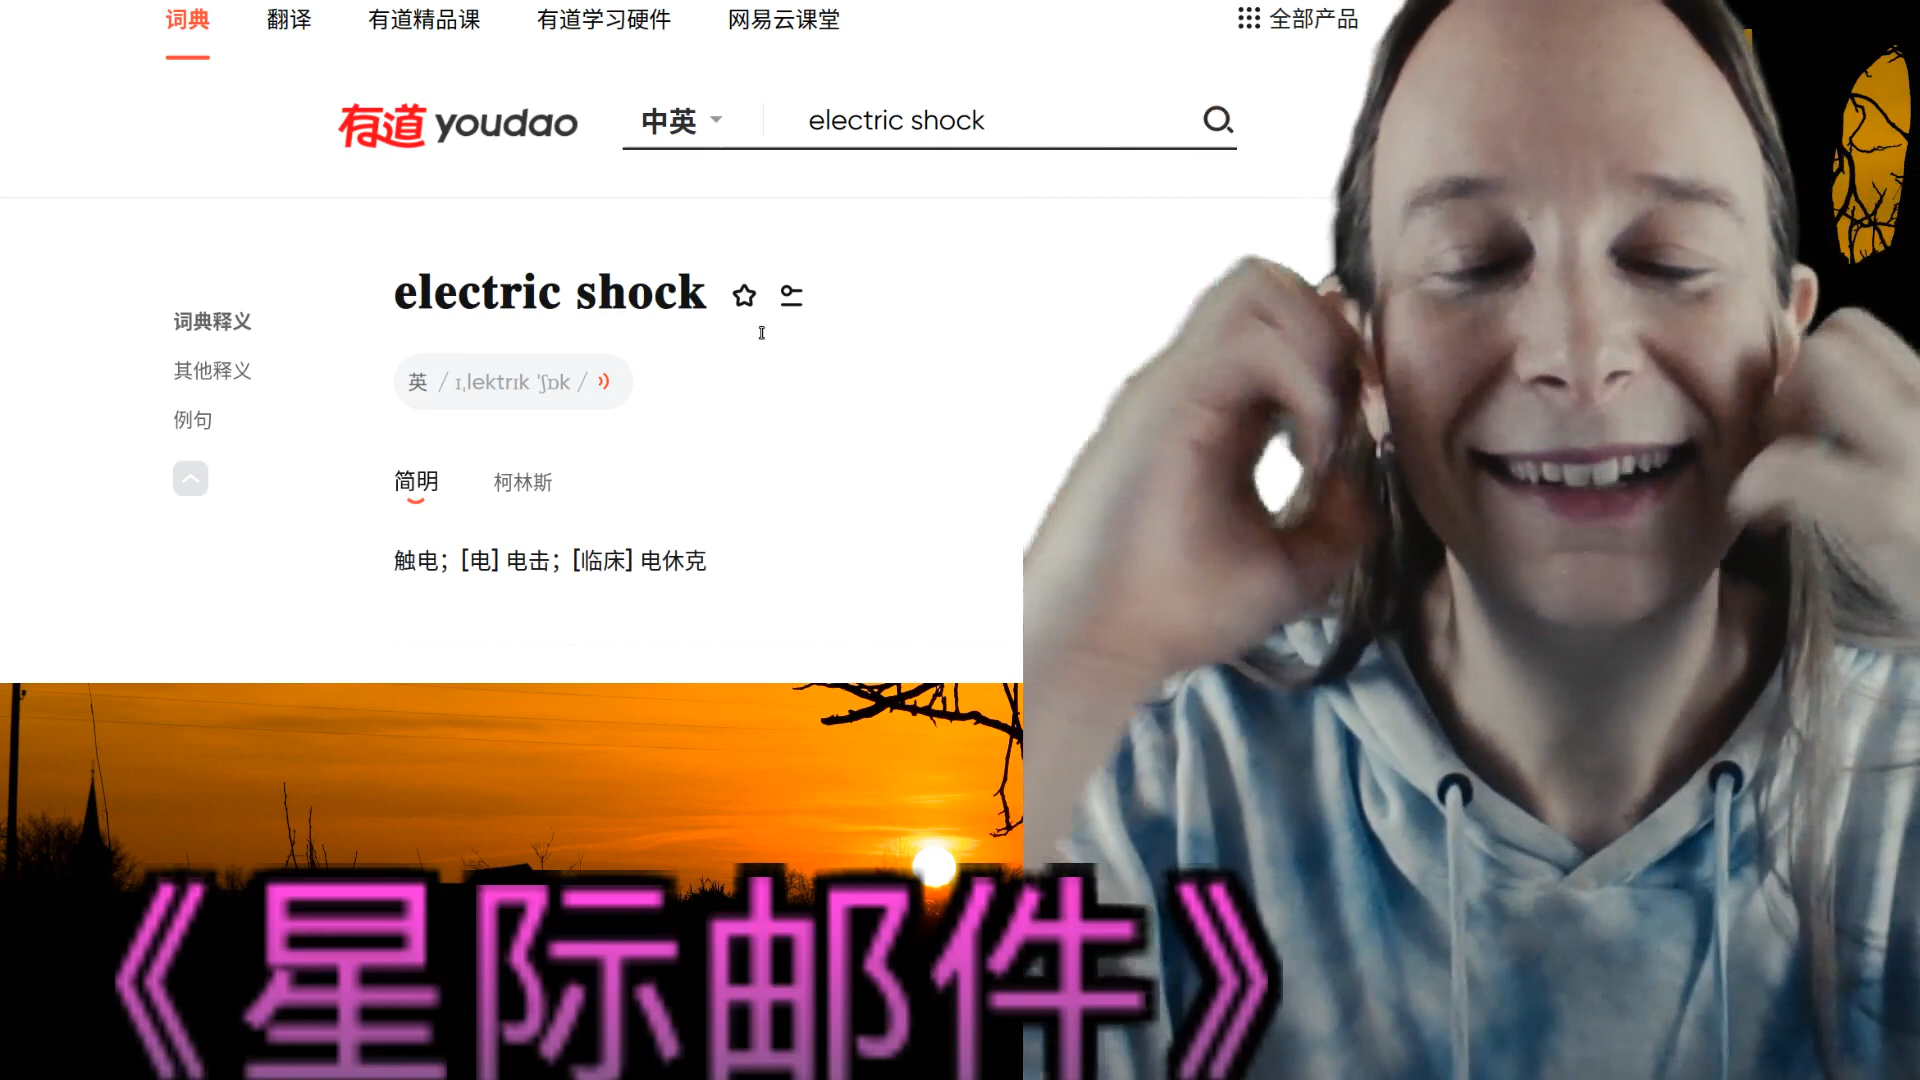 词典 翻译 有道精品课 有道学习硬件 网易云课堂 全部产品
有道 youdao 中英 electric shock
electric shock
词典释义
其他释义
例句
英 / ɪˌlektrɪk ˈʃɒk /
简明 柯林斯
触电；[电] 电击；[临床] 电休克
《星际邮件》